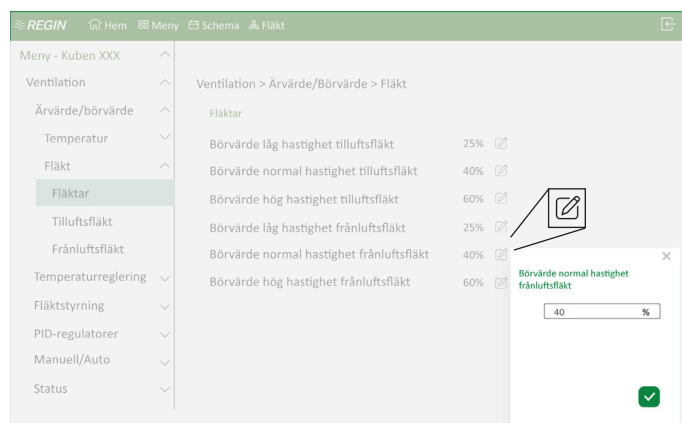 REGIN Hem Meny Schema Fläkt
Meny - Kuben XXX
Ventilation
Ärvärde/börvärde
Temperatur
Fläkt
Fläktar
Tilluftsfläkt
Frånluftsfläkt
Temperaturreglering
Fläktstyrning
PID-regulatorer
Manuell/Auto
Status
Ventilation > Ärvärde/Börvärde > Fläkt
Fläktar
Börvärde låg hastighet tilluftsfläkt 25%
Börvärde normal hastighet tilluftsfläkt 40%
Börvärde hög hastighet tilluftsfläkt 60%
Börvärde låg hastighet frånluftsfläkt 25%
Börvärde normal hastighet frånluftsfläkt 40%
Börvärde hög hastighet frånluftsfläkt 60%
Börvärde normal hastighet
frånluftsfläkt
40 %